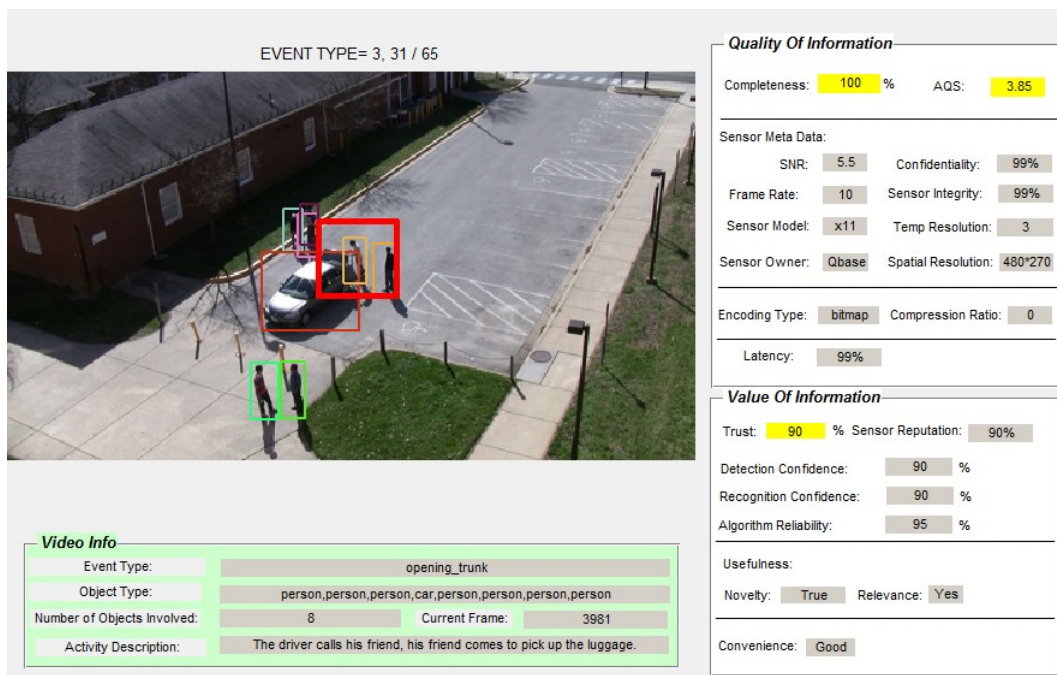 EVENT TYPE= 3, 31 / 65
Quality Of Information
Completeness: 100 % AQS: 3.85
Sensor Meta Data:
SNR: 5.5 Confidentiality: 99%
Frame Rate: 10 Sensor Integrity: 99%
Sensor Model: x11 Temp Resolution: 3
Sensor Owner: Qbase Spatial Resolution: 480*270
Encoding Type: bitmap Compression Ratio: 0
Latency: 99%
Value Of Information
Trust: 90 % Sensor Reputation: 90%
Detection Confidence: 90 %
Recognition Confidence: 90 %
Algorithm Reliability: 95 %
Usefulness:
Novelty: True Relevance: Yes
Convenience: Good
Video Info
Event Type: opening_trunk
Object Type: person,person,person,car,person,person,person,person
Number of Objects Involved: 8 Current Frame: 3981
Activity Description: The driver calls his friend, his friend comes to pick up the luggage.